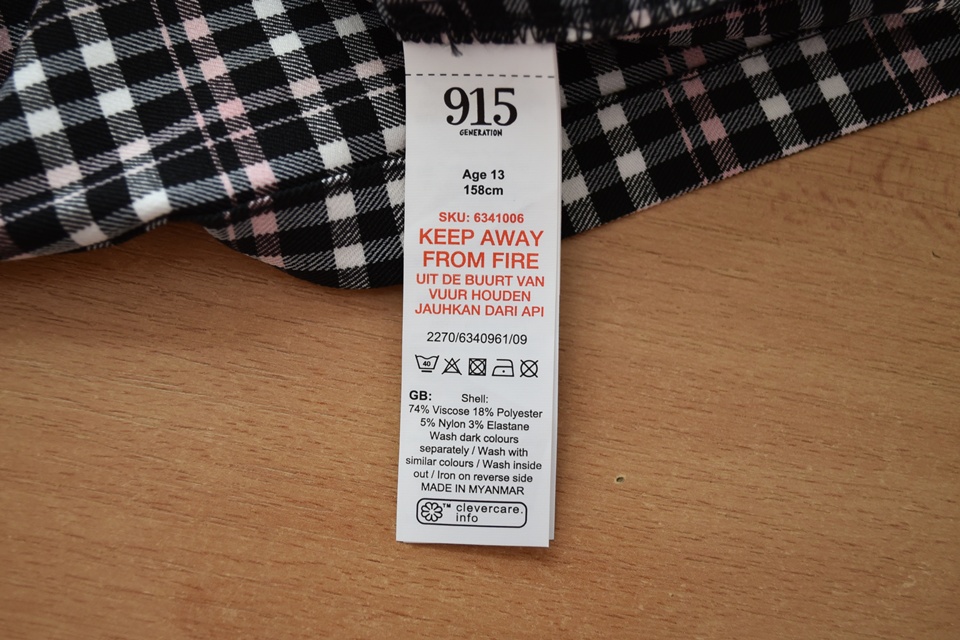 915
GENERATION
Age 13
158cm
SKU: 6341006
KEEP AWAY
FROM FIRE
UIT DE BUURT VAN
VUUR HOUDEN
JAUHKAN DARI API
2270/6340961/09
40
GB: Shell:
74% Viscose 18% Polyester
5% Nylon 3% Elastane
Wash dark colours
separately / Wash with
similar colours / Wash inside
out / Iron on reverse side
MADE IN MYANMAR
™ clevercare.
info